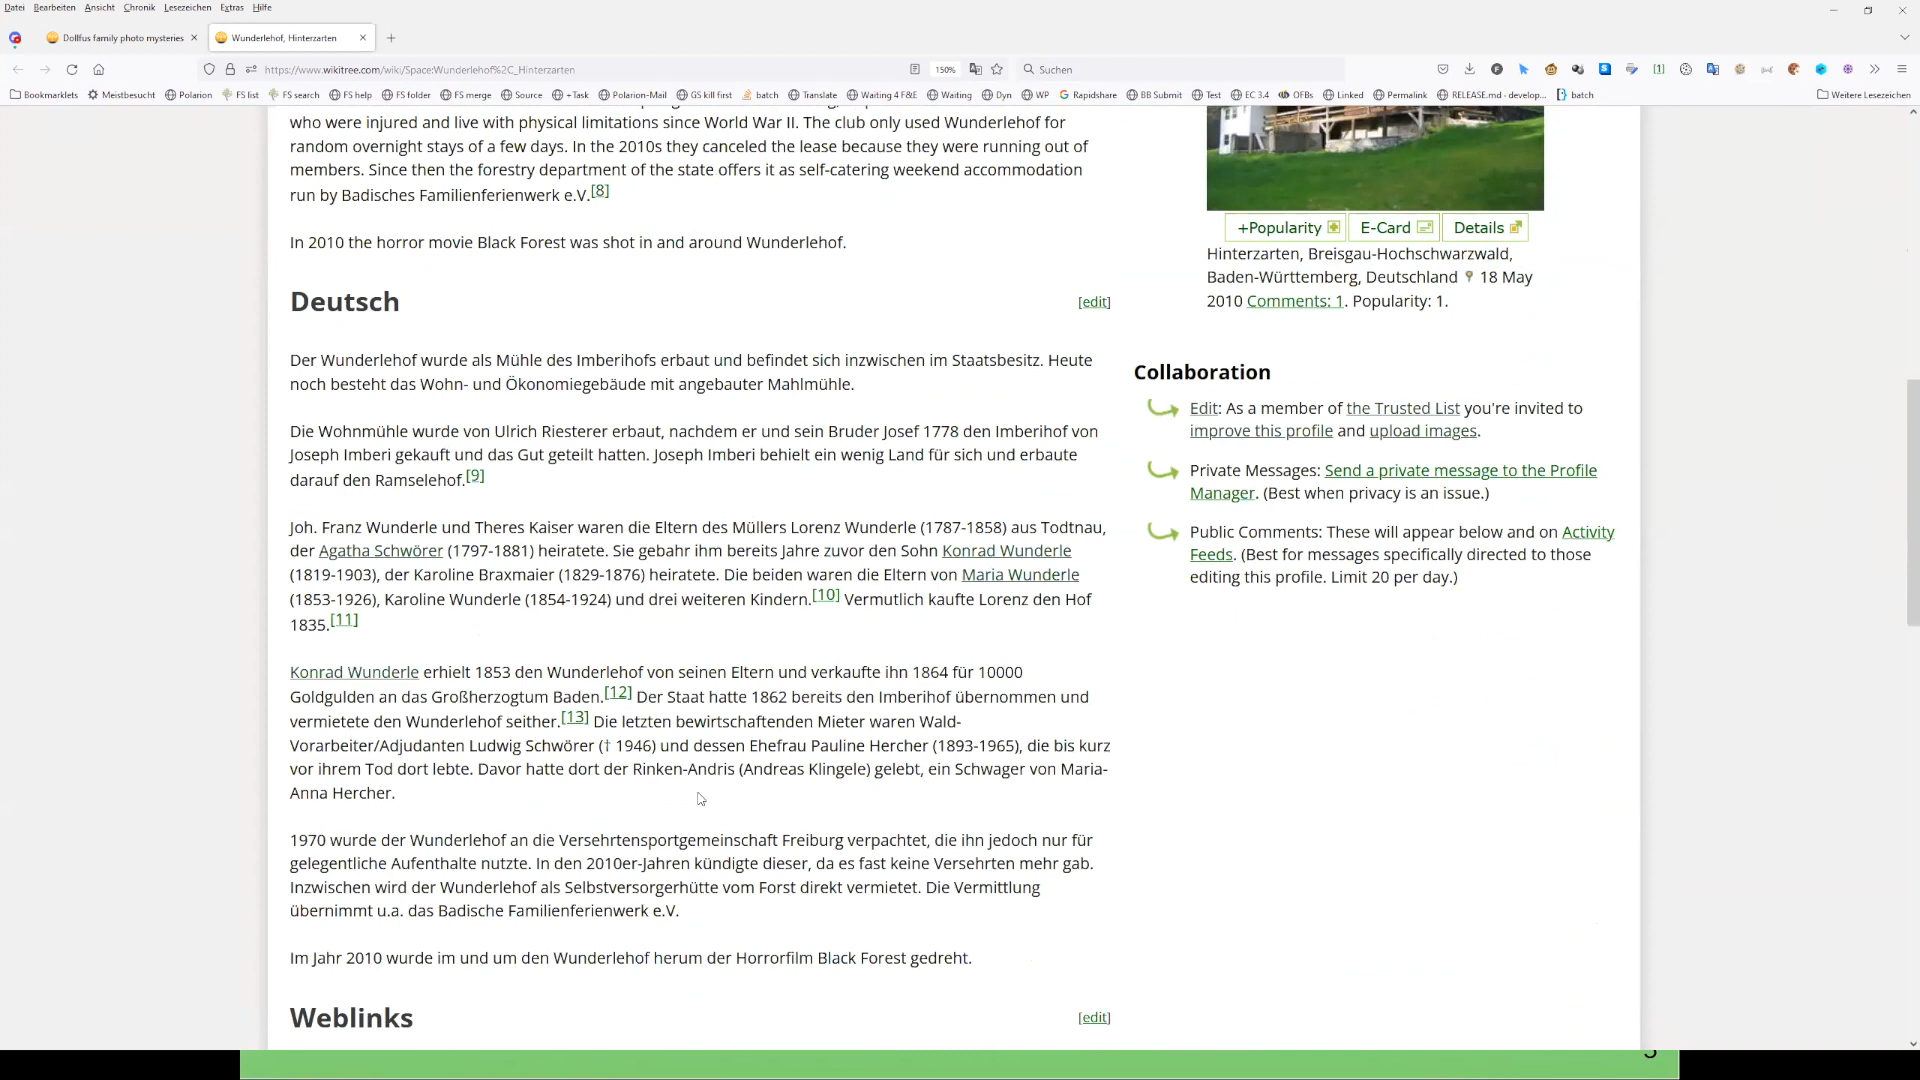 Datei Bearbeiten Ansicht Chronik Lesezeichen Extras Hilfe
Dollfus family photo mysteries
Wunderlehof, Hinterzarten
https://www.wikitree.com/wiki/Space:Wunderlehof%2C_Hinterzarten
150%
Suchen
Bookmarklets Meistbesucht Polarion FS list FS search FS help FS folder FS merge Source +Task Polarion-Mail GS kill first batch Translate Waiting 4 F&E Waiting Dyn WP Rapidshare BB Submit Test EC 3.4 OFBs Linked Permalink RELEASE.md - develop... batch Weitere Lesezeichen
who were injured and live with physical limitations since World War II. The club only used Wunderlehof for
random overnight stays of a few days. In the 2010s they canceled the lease because they were running out of
members. Since then the forestry department of the state offers it as self-catering weekend accommodation
run by Badisches Familienferienwerk e.V.[8]
In 2010 the horror movie Black Forest was shot in and around Wunderlehof.
Deutsch
[edit]
Der Wunderlehof wurde als Mühle des Imberihofs erbaut und befindet sich inzwischen im Staatsbesitz. Heute
noch besteht das Wohn- und Ökonomiegebäude mit angebauter Mahlmühle.
Die Wohnmühle wurde von Ulrich Riesterer erbaut, nachdem er und sein Bruder Josef 1778 den Imberihof von
Joseph Imberi gekauft und das Gut geteilt hatten. Joseph Imberi behielt ein wenig Land für sich und erbaute
darauf den Ramselehof.[9]
Joh. Franz Wunderle und Theres Kaiser waren die Eltern des Müllers Lorenz Wunderle (1787-1858) aus Todtnau,
der Agatha Schwörer (1797-1881) heiratete. Sie gebahr ihm bereits Jahre zuvor den Sohn Konrad Wunderle
(1819-1903), der Karoline Braxmaier (1829-1876) heiratete. Die beiden waren die Eltern von Maria Wunderle
(1853-1926), Karoline Wunderle (1854-1924) und drei weiteren Kindern.[10] Vermutlich kaufte Lorenz den Hof
1835.[11]
Konrad Wunderle erhielt 1853 den Wunderlehof von seinen Eltern und verkaufte ihn 1864 für 10000
Goldgulden an das Großherzogtum Baden.[12] Der Staat hatte 1862 bereits den Imberihof übernommen und
vermietete den Wunderlehof seither.[13] Die letzten bewirtschaftenden Mieter waren Wald-
Vorarbeiter/Adjudanten Ludwig Schwörer († 1946) und dessen Ehefrau Pauline Hercher (1893-1965), die bis kurz
vor ihrem Tod dort lebte. Davor hatte dort der Rinken-Andris (Andreas Klingele) gelebt, ein Schwager von Maria-
Anna Hercher.
1970 wurde der Wunderlehof an die Versehrtensportgemeinschaft Freiburg verpachtet, die ihn jedoch nur für
gelegentliche Aufenthalte nutzte. In den 2010er-Jahren kündigte dieser, da es fast keine Versehrten mehr gab.
Inzwischen wird der Wunderlehof als Selbstversorgerhütte vom Forst direkt vermietet. Die Vermittlung
übernimmt u.a. das Badische Familienferienwerk e.V.
Im Jahr 2010 wurde im und um den Wunderlehof herum der Horrorfilm Black Forest gedreht.
Weblinks
[edit]
+Popularity E-Card Details
Hinterzarten, Breisgau-Hochschwarzwald,
Baden-Württemberg, Deutschland 18 May
2010 Comments: 1. Popularity: 1.
Collaboration
Edit: As a member of the Trusted List you're invited to
improve this profile and upload images.
Private Messages: Send a private message to the Profile
Manager. (Best when privacy is an issue.)
Public Comments: These will appear below and on Activity
Feeds. (Best for messages specifically directed to those
editing this profile. Limit 20 per day.)